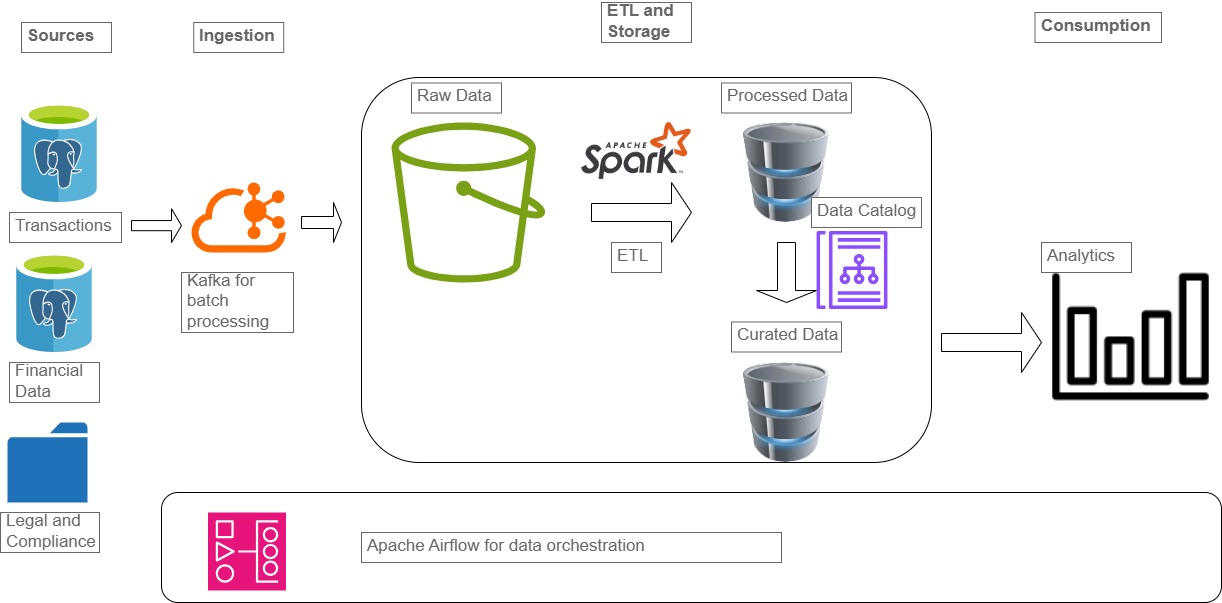 Sources
Ingestion
ETL and
Storage
Consumption
Raw Data
Processed Data
APACHE
Spark
TM
Transactions
Data Catalog
ETL
Analytics
Kafka for
batch
processing
Curated Data
Financial
Data
Legal and
Compliance
Apache Airflow for data orchestration